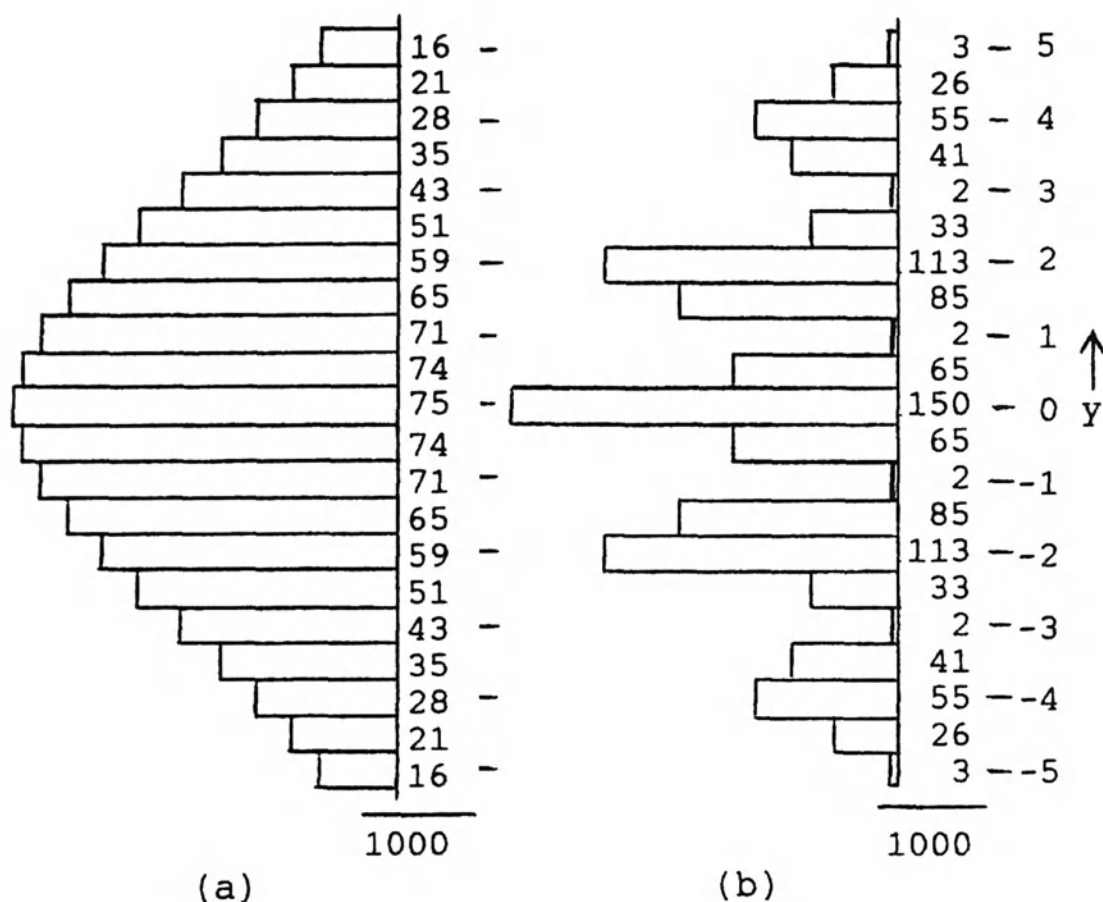 16 – 3 – 5
21 26
28 – 55 – 4
35 41
43 – 2 – 3
51 33
59 – 113 – 2
65 85
71 – 2 – 1
74 65
75 – 150 – 0
74 65
y
71 – 2 – -1
65 85
59 – 113 – -2
51 33
43 – 2 – -3
35 41
28 – 55 – -4
21 26
16 – 3 – -5
1000 1000
(a) (b)